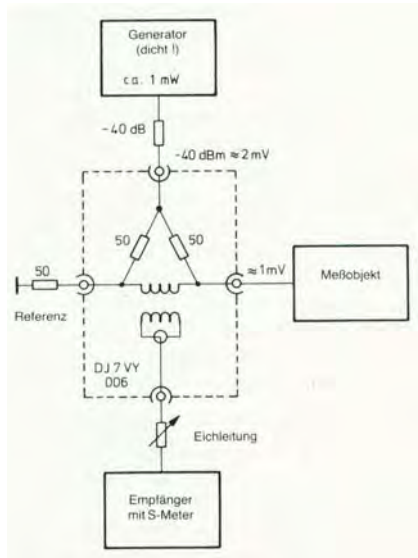 Generator
(dicht !)
ca. 1 mW
-40 dB
-40 dBm ≈ 2 mV
50
50
50
≈ 1mV
Meßobjekt
Referenz
DJ 7 VY
006
Eichleitung
Empfänger
mit S-Meter